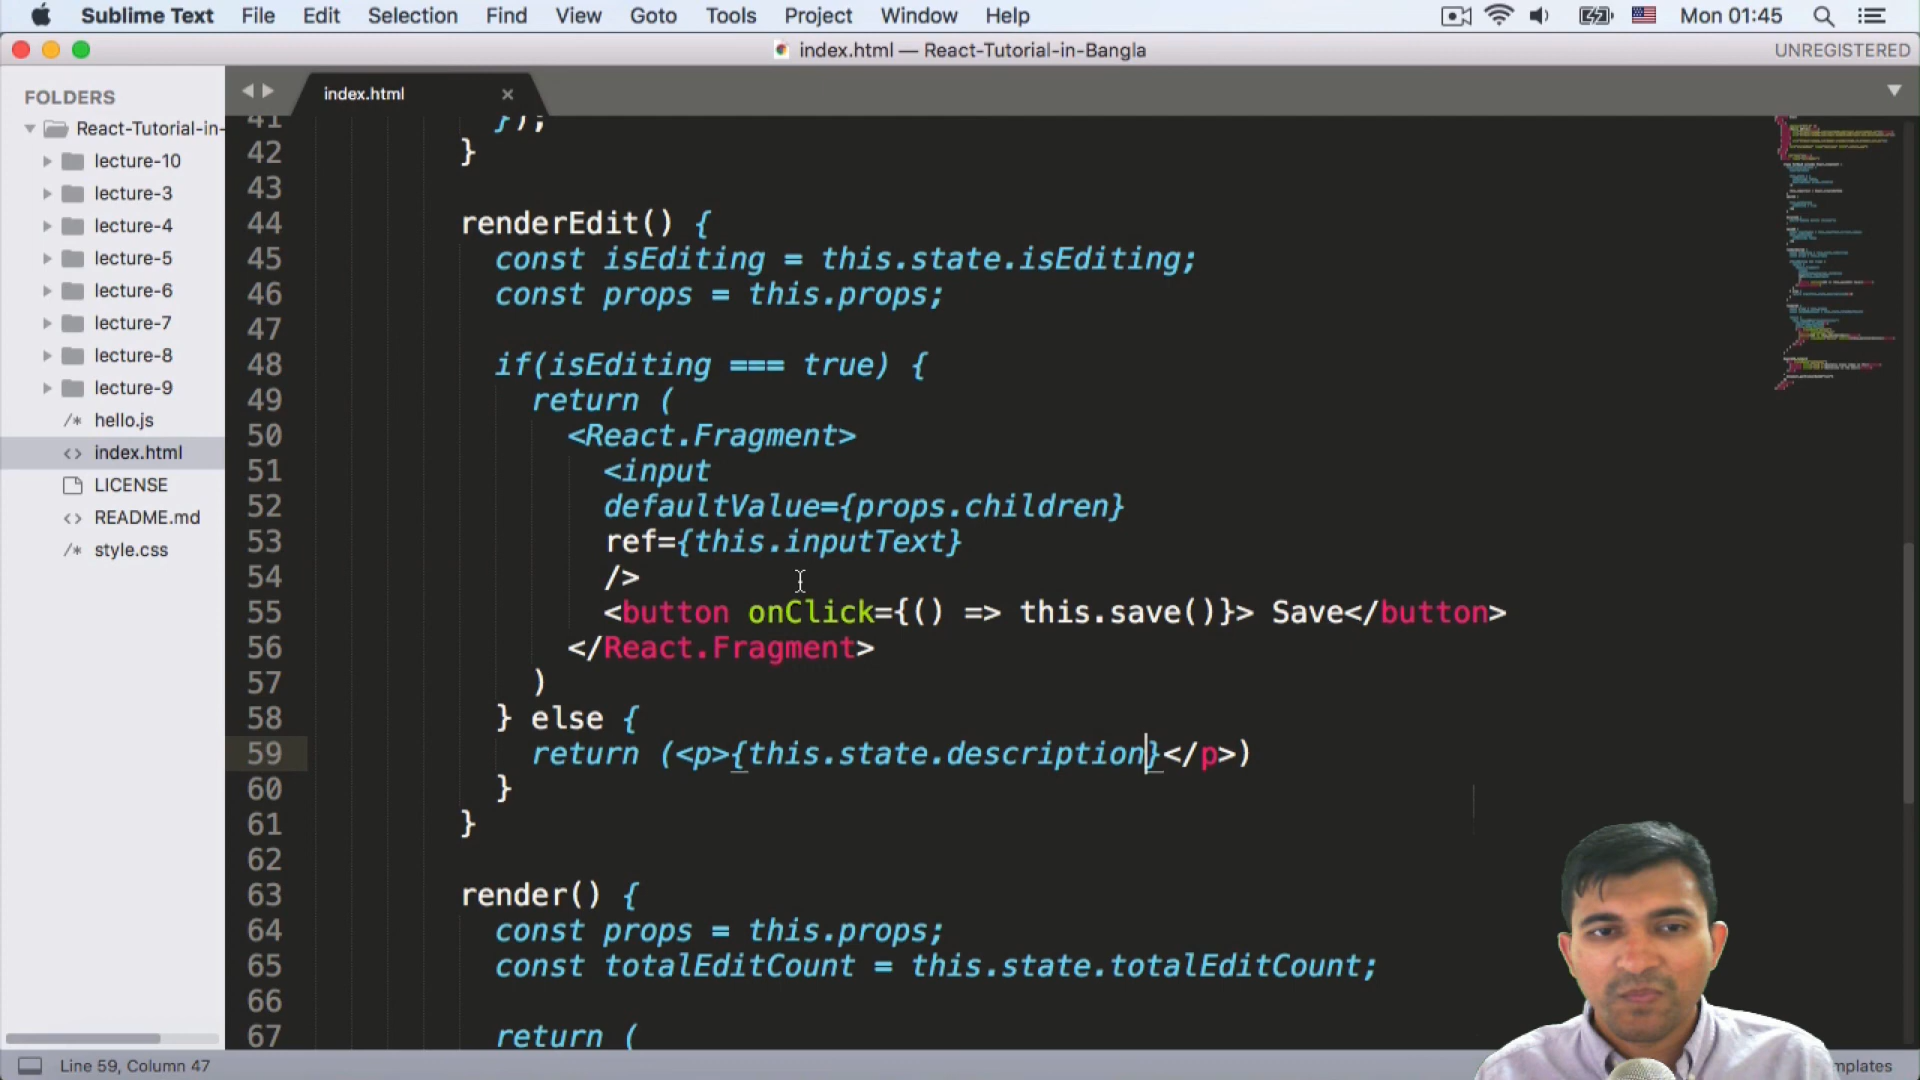 Sublime Text File Edit Selection Find View Goto Tools Project Window Help Mon 01:45
index.html — React-Tutorial-in-Bangla UNREGISTERED
FOLDERS
React-Tutorial-in-
lecture-10
lecture-3
lecture-4
lecture-5
lecture-6
lecture-7
lecture-8
lecture-9
/* hello.js
<> index.html
LICENSE
<> README.md
/* style.css
index.html ×
41 });
42 }
43
44 renderEdit() {
45 const isEditing = this.state.isEditing;
46 const props = this.props;
47
48 if(isEditing === true) {
49 return (
50 <React.Fragment>
51 <input
52 defaultValue={props.children}
53 ref={this.inputText}
54 />
55 <button onClick={() => this.save()}> Save</button>
56 </React.Fragment>
57 )
58 } else {
59 return (<p>{this.state.description}</p>)
60 }
61 }
62
63 render() {
64 const props = this.props;
65 const totalEditCount = this.state.totalEditCount;
66
67 return (
Line 59, Column 47
mplates